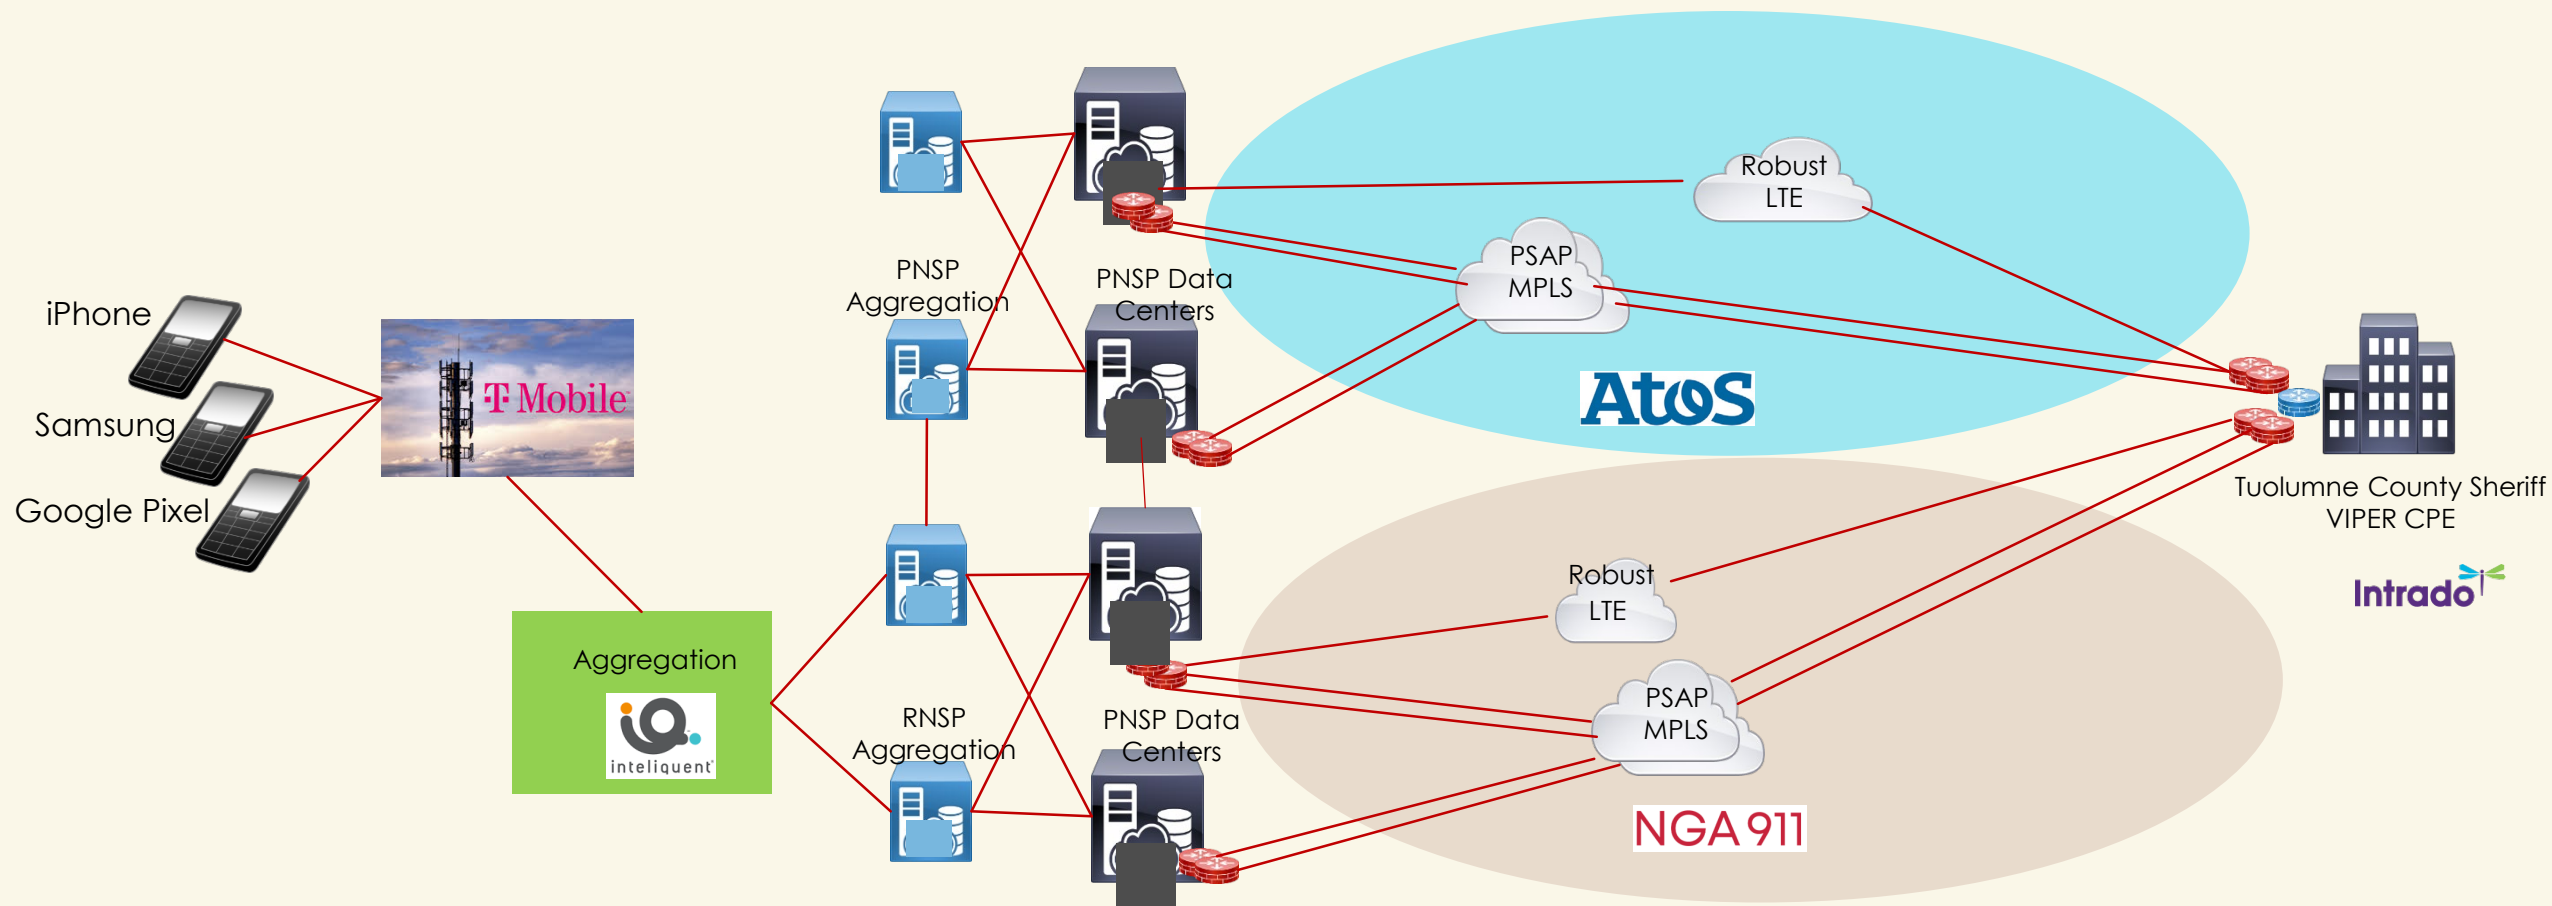 iPhone
Samsung
Google Pixel
T Mobile
Aggregation
inteliquent
PNSP
Aggregation
PNSP Data
Centers
RNSP
Aggregation
PNSP Data
Centers
Robust
LTE
PSAP
MPLS
Atos
Robust
LTE
PSAP
MPLS
NGA 911
Tuolumne County Sheriff
VIPER CPE
Intrado